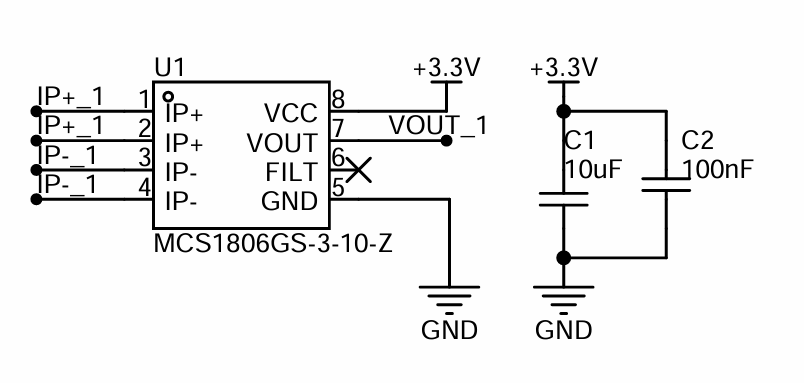 U1
+3.3V
+3.3V
IP+_1
1
IP+
VCC
8
IP+_1
2
IP+
VOUT
7
VOUT_1
IP-_1
3
IP-
FILT
6
IP-_1
4
IP-
GND
5
MCS1806GS-3-10-Z
C1
10uF
C2
100nF
GND
GND